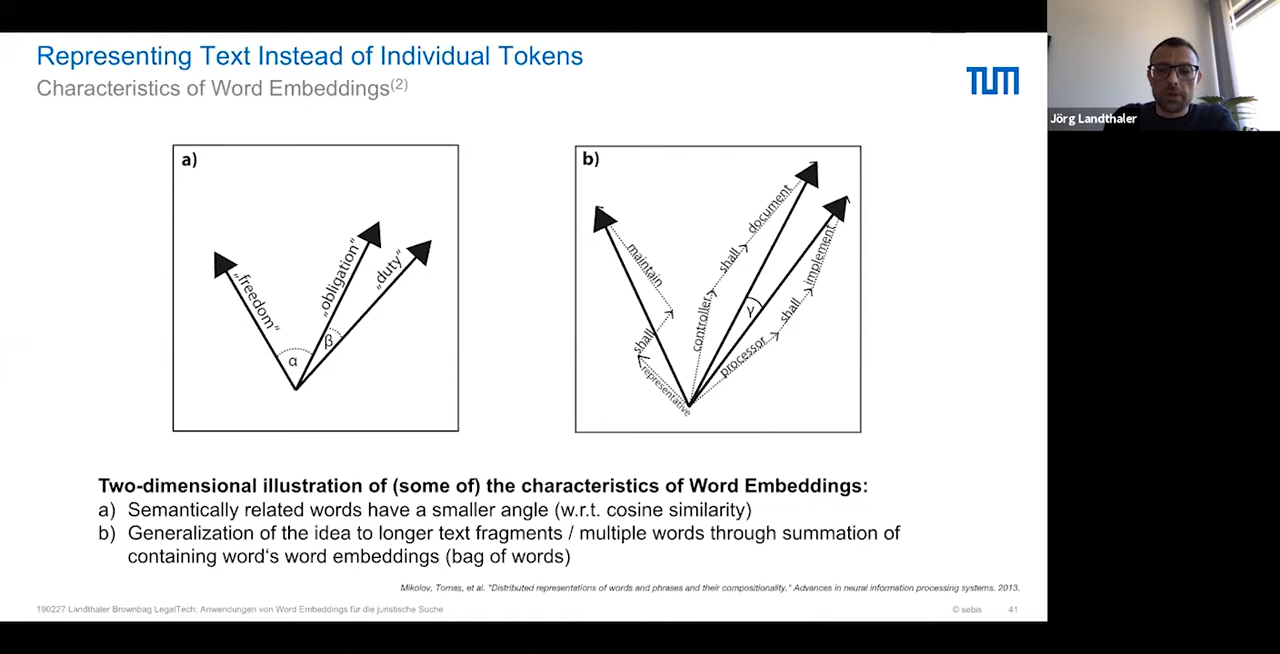 Representing Text Instead of Individual Tokens
Characteristics of Word Embeddings(2)
TUM
Jörg Landthaler
a)
„freedom“
„obligation“
„duty“
α
β
b)
maintain
shall
representative
controller
shall
document
processor
shall
implement
γ
Two-dimensional illustration of (some of) the characteristics of Word Embeddings:
a) Semantically related words have a smaller angle (w.r.t. cosine similarity)
b) Generalization of the idea to longer text fragments / multiple words through summation of
containing word's word embeddings (bag of words)
Mikolov, Tomas, et al. "Distributed representations of words and phrases and their compositionality." Advances in neural information processing systems. 2013.
190227 Landthaler Brownbag LegalTech: Anwendungen von Word Embeddings für die juristische Suche
© sebis
41